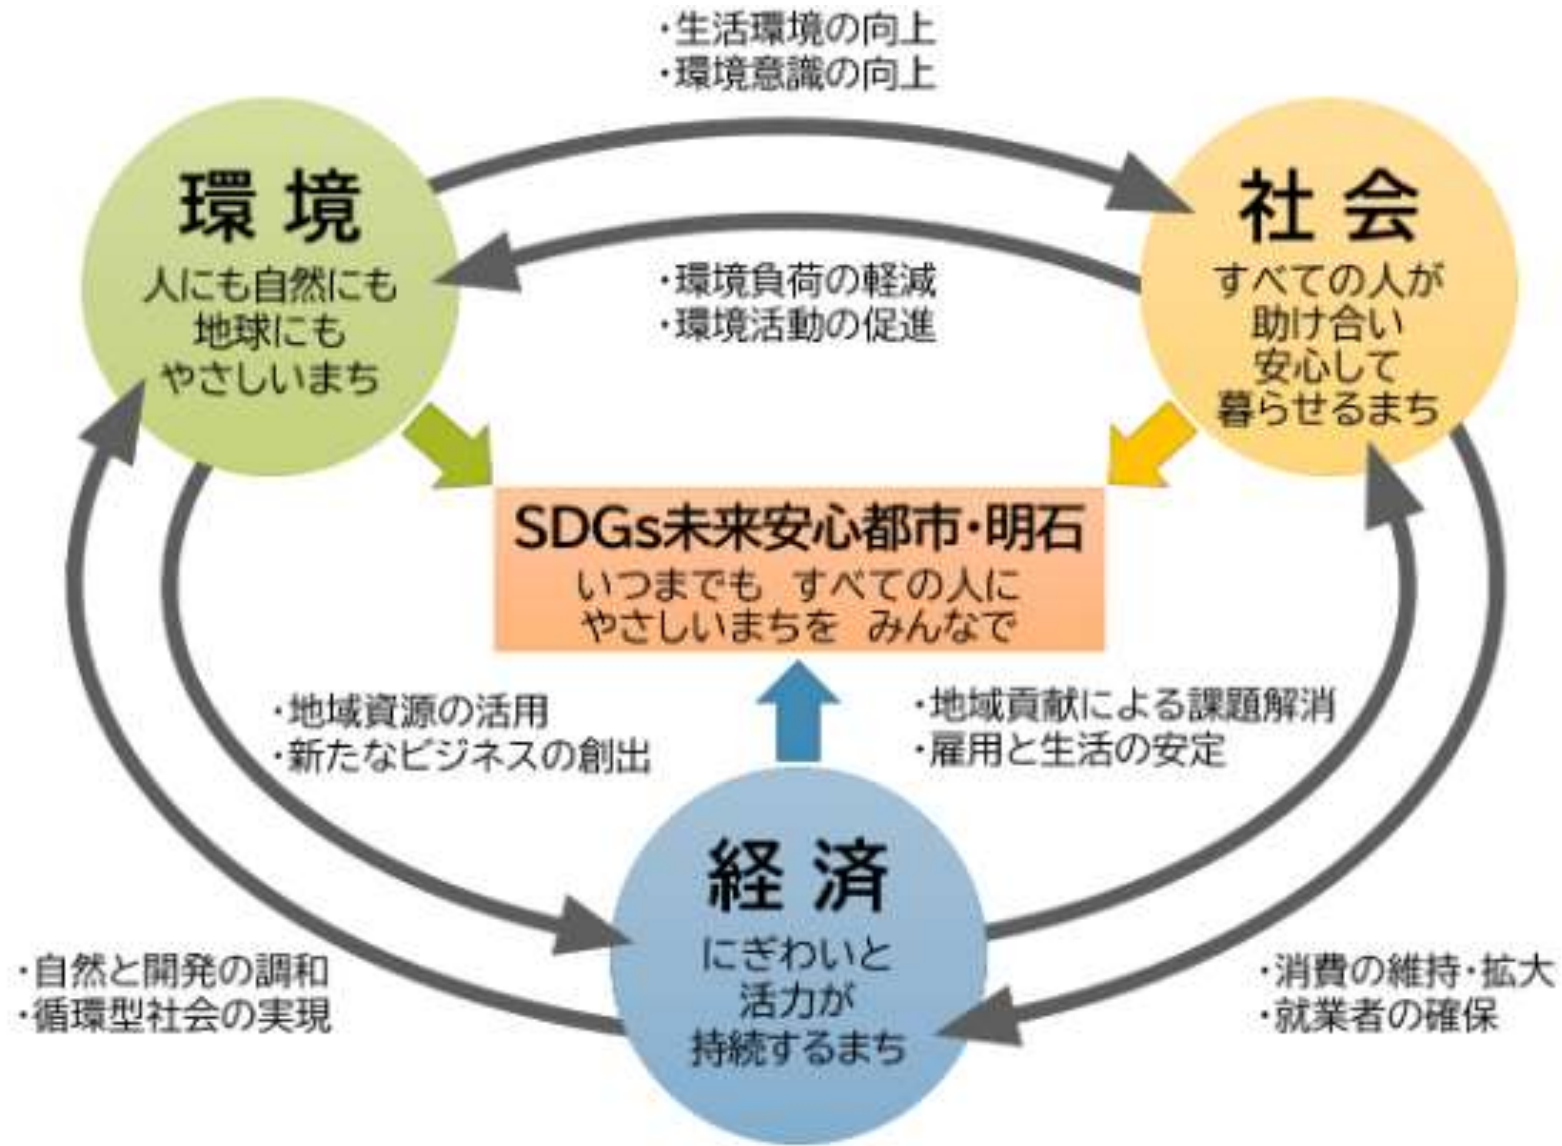 ・生活環境の向上
・環境意識の向上
環境
人にも自然にも
地球にも
やさしいまち
社会
すべての人が
助け合い
安心して
暮らせるまち
・環境負荷の軽減
・環境活動の促進
SDGs未来安心都市・明石
いつまでも すべての人に
やさしいまちを みんなで
・地域資源の活用
・新たなビジネスの創出
・地域貢献による課題解消
・雇用と生活の安定
経済
にぎわいと
活力が
持続するまち
・自然と開発の調和
・循環型社会の実現
・消費の維持・拡大
・就業者の確保